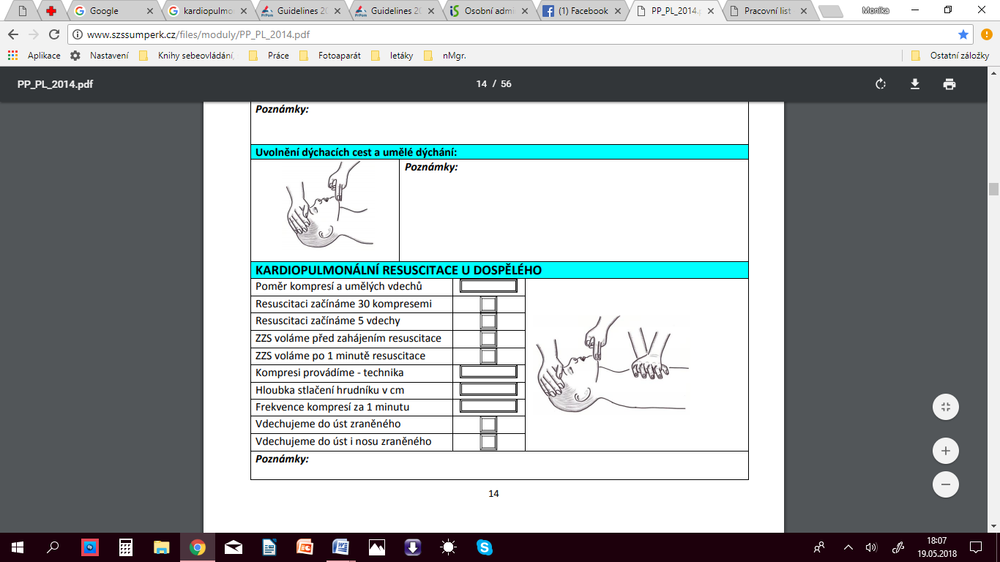 Google
kardiopulmo
Guidelines 20
Guidelines 20
Osobní admi
(1) Facebook
PP_PL_2014.p
Pracovní list
Monika
www.szssumperk.cz/files/moduly/PP_PL_2014.pdf
Aplikace
Nastavení
Knihy sebeovládání,
Práce
Fotoaparát
letáky
nMgr.
Ostatní záložky
PP_PL_2014.pdf
14 / 56
Poznámky:
Uvolnění dýchacích cest a umělé dýchání:
Poznámky:
KARDIOPULMONÁLNÍ RESUSCITACE U DOSPĚLÉHO
Poměr kompresí a umělých vdechů
Resuscitaci začínáme 30 kompresemi
Resuscitaci začínáme 5 vdechy
ZZS voláme před zahájením resuscitace
ZZS voláme po 1 minutě resuscitace
Kompresi provádíme - technika
Hloubka stlačení hrudníku v cm
Frekvence kompresí za 1 minutu
Vdechujeme do úst zraněného
Vdechujeme do úst i nosu zraněného
Poznámky:
14
18:07
19.05.2018